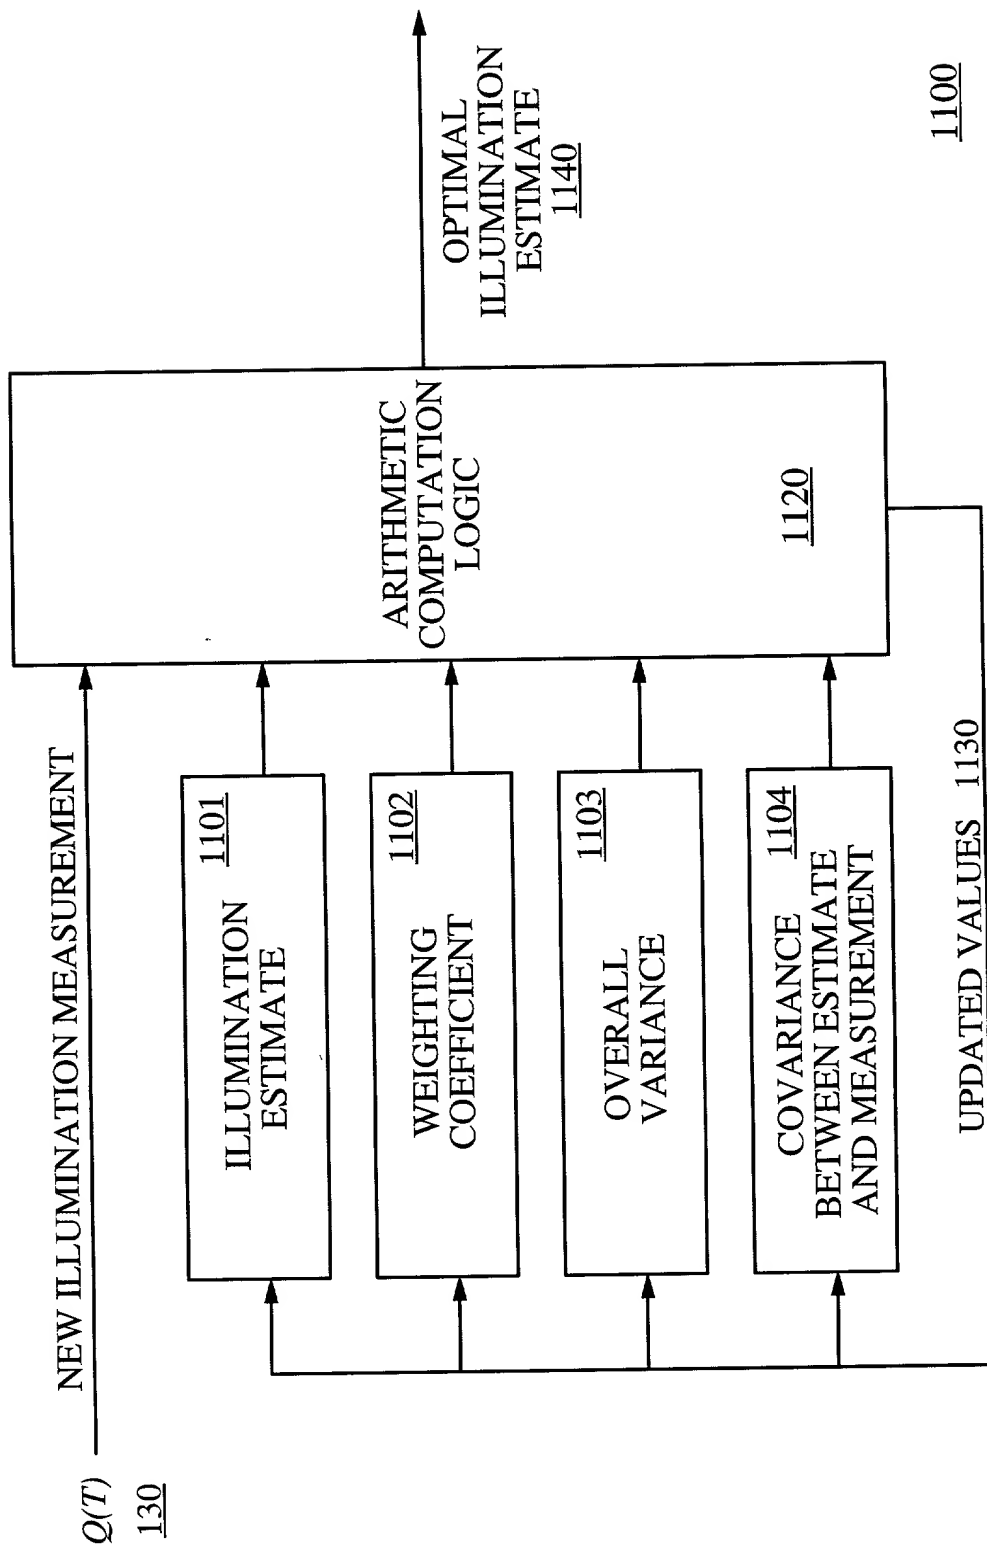 Q(T)
130
NEW ILLUMINATION MEASUREMENT
ILLUMINATION
ESTIMATE
1101
WEIGHTING
COEFFICIENT
1102
OVERALL
VARIANCE
1103
COVARIANCE
BETWEEN ESTIMATE
AND MEASUREMENT
1104
ARITHMETIC
COMPUTATION
LOGIC
1120
OPTIMAL
ILLUMINATION
ESTIMATE
1140
UPDATED VALUES 1130
1100